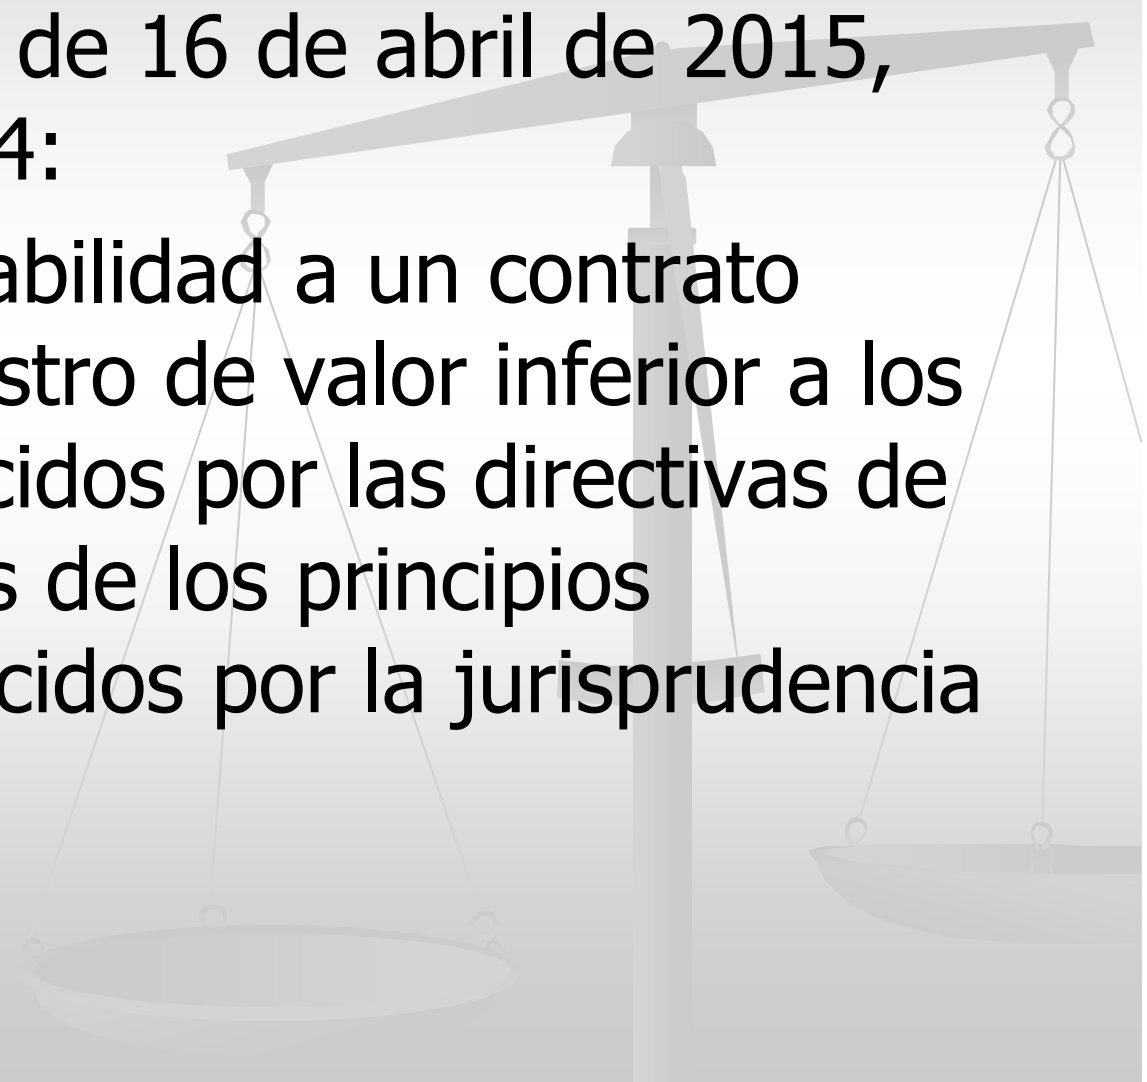 de 16 de abril de 2015,
4:
abilidad a un contrato
stro de valor inferior a los
cidos por las directivas de
s de los principios
cidos por la jurisprudencia